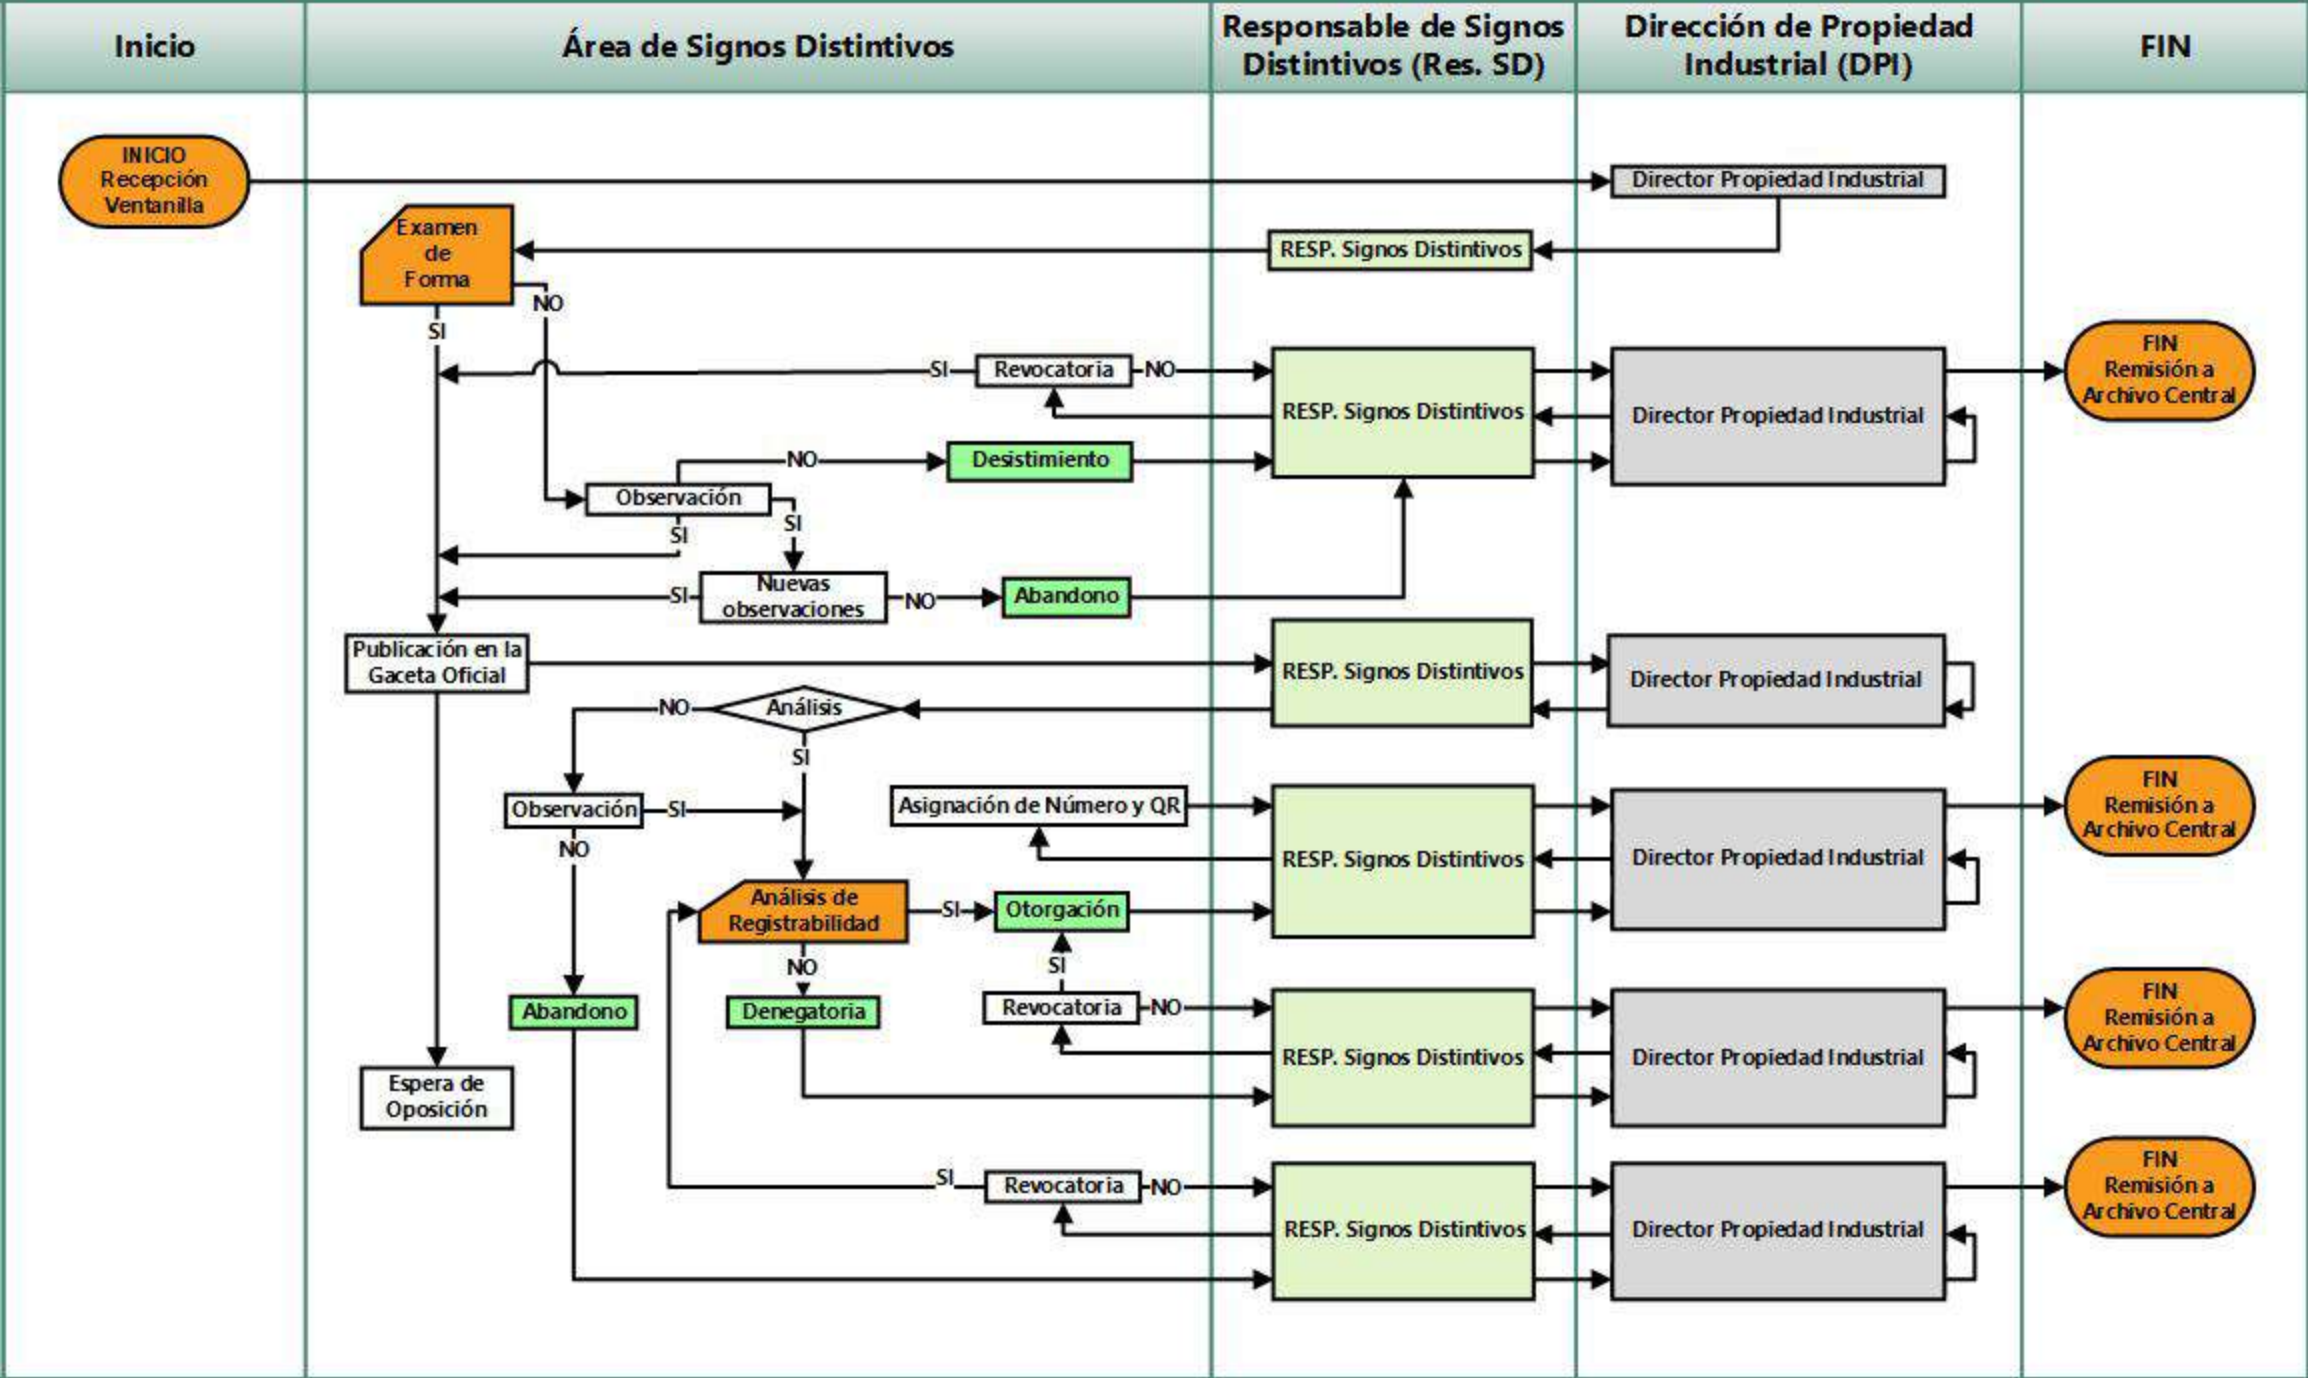 Inicio
Área de Signos Distintivos
Responsable de Signos
Distintivos (Res. SD)
Dirección de Propiedad
Industrial (DPI)
FIN
INICIO
Recepción
Ventanilla
Director Propiedad Industrial
Examen
de
Forma
RESP. Signos Distintivos
NO
SI
SI
Revocatoria
NO
RESP. Signos Distintivos
Director Propiedad Industrial
FIN
Remisión a
Archivo Central
NO
Desistimiento
Observación
SI
SI
Nuevas
observaciones
SI
NO
Abandono
Publicación en la
Gaceta Oficial
RESP. Signos Distintivos
Director Propiedad Industrial
NO
Análisis
SI
Observación
SI
NO
Asignación de Número y QR
RESP. Signos Distintivos
Director Propiedad Industrial
FIN
Remisión a
Archivo Central
Análisis de
Registrabilidad
SI
Otorgación
NO
SI
Abandono
Denegatoria
Revocatoria
NO
RESP. Signos Distintivos
Director Propiedad Industrial
FIN
Remisión a
Archivo Central
Espera de
Oposición
SI
Revocatoria
NO
RESP. Signos Distintivos
Director Propiedad Industrial
FIN
Remisión a
Archivo Central